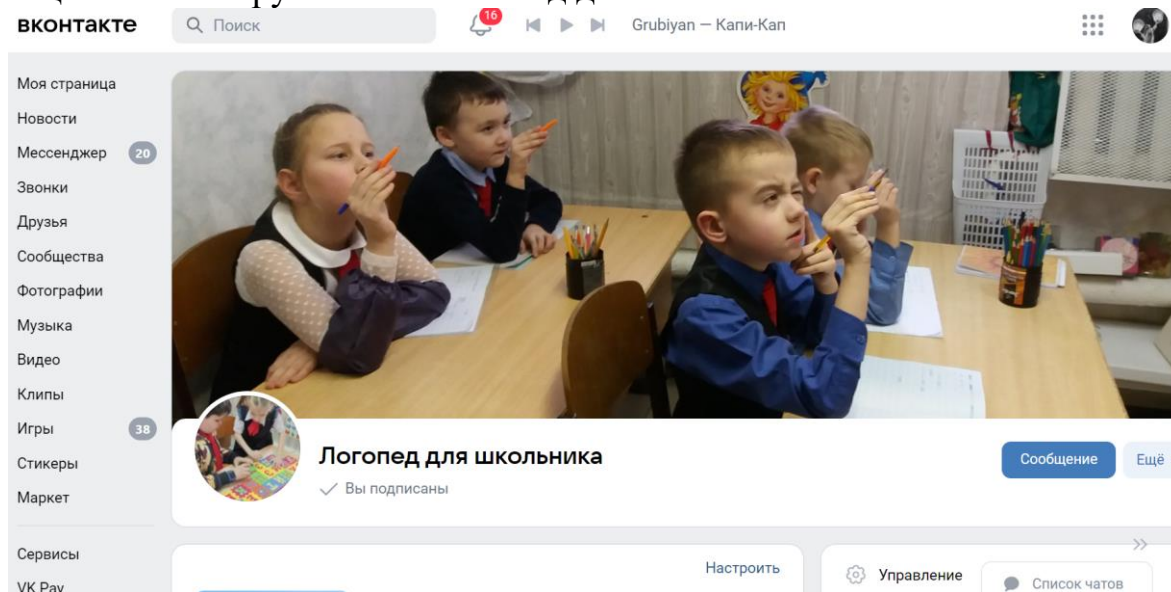 вконтакте
Поиск
16
Grubiyan — Капи-Кап
Моя страница
Новости
Мессенджер 20
Звонки
Друзья
Сообщества
Фотографии
Музыка
Видео
Клипы
Игры 38
Стикеры
Маркет
Сервисы
VK Pay
Логопед для школьника
Вы подписаны
Сообщение
Ещё
Настроить
Управление
Список чатов